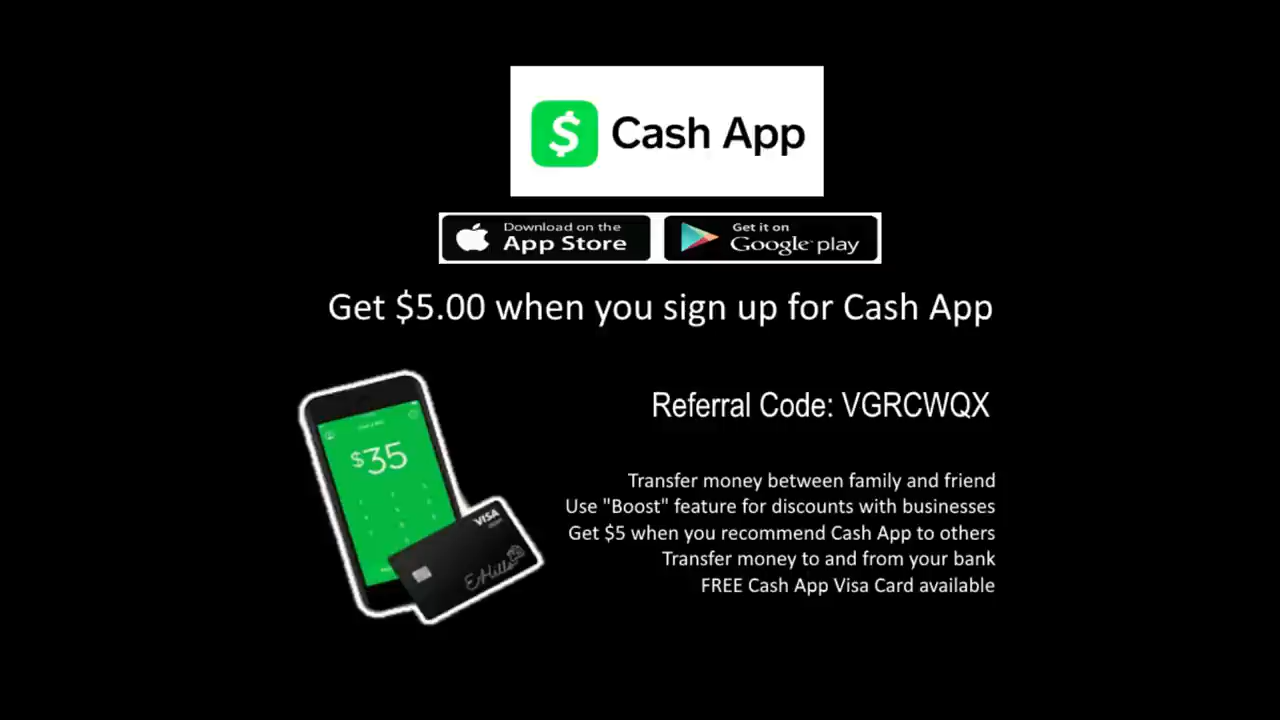 $ Cash App
Download on the
App Store
Get it on
Google play
Get $5.00 when you sign up for Cash App
Referral Code: VGRCWQX
$35
VISA
Transfer money between family and friend
Use "Boost" feature for discounts with businesses
Get $5 when you recommend Cash App to others
Transfer money to and from your bank
FREE Cash App Visa Card available